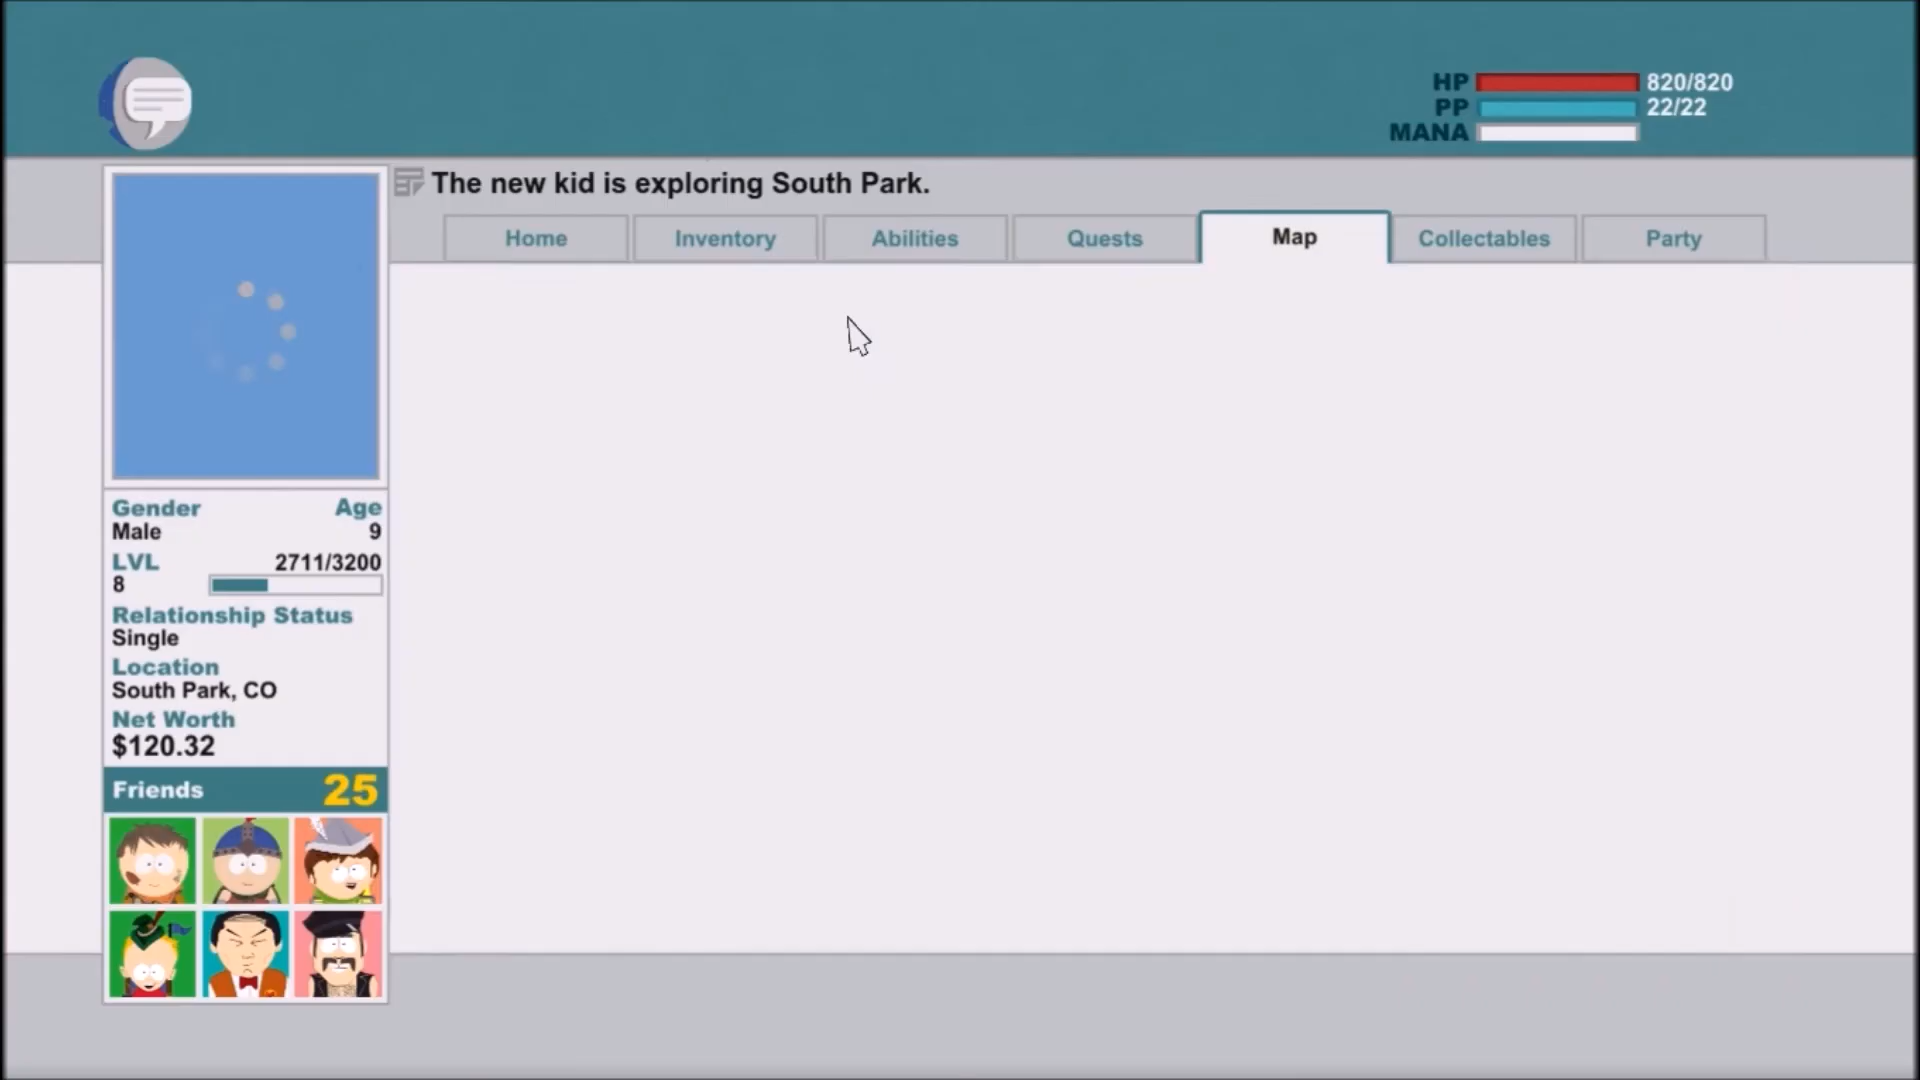 HP 820/820
PP 22/22
MANA
The new kid is exploring South Park.
Home Inventory Abilities Quests Map Collectables Party
Gender Age
Male 9
LVL 2711/3200
8
Relationship Status
Single
Location
South Park, CO
Net Worth
$120.32
Friends 25